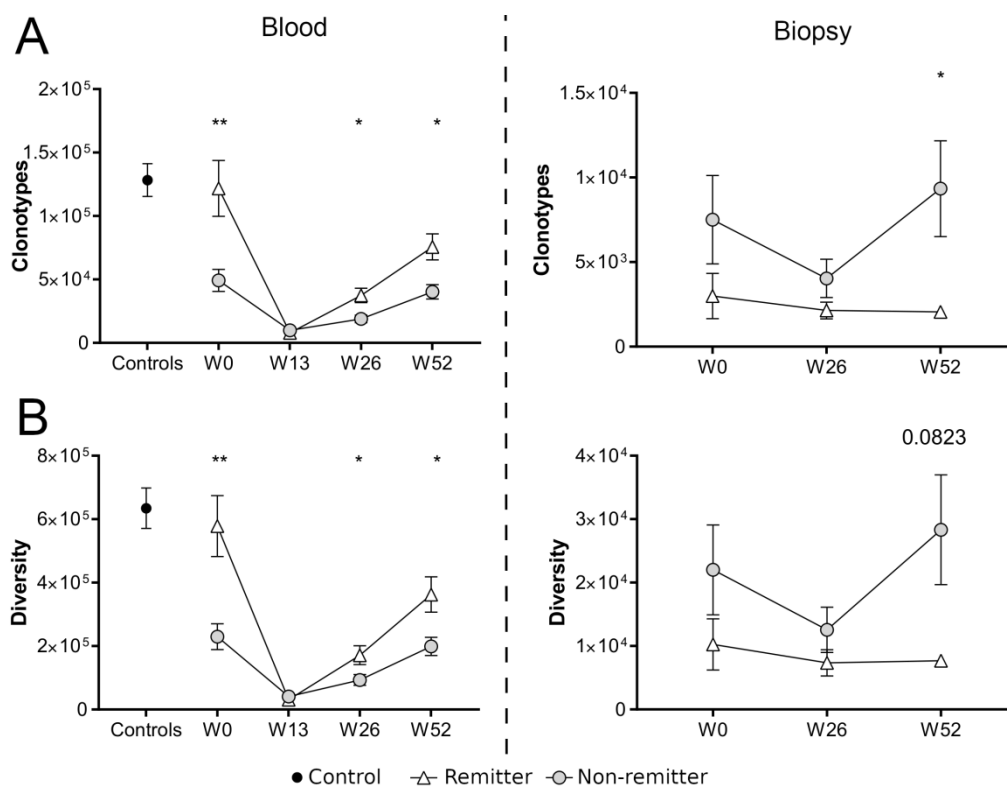 A
Blood
Biopsy
Clonotypes
2×10⁵
1.5×10⁵
1×10⁵
5×10⁴
0
** * *
Controls W0 W13 W26 W52
Clonotypes
1.5×10⁴
1×10⁴
5×10³
0
*
W0 W26 W52
B
Diversity
8×10⁵
6×10⁵
4×10⁵
2×10⁵
0
** * *
Controls W0 W13 W26 W52
Diversity
4×10⁴
3×10⁴
2×10⁴
1×10⁴
0
0.0823
W0 W26 W52
Control Remitter Non-remitter